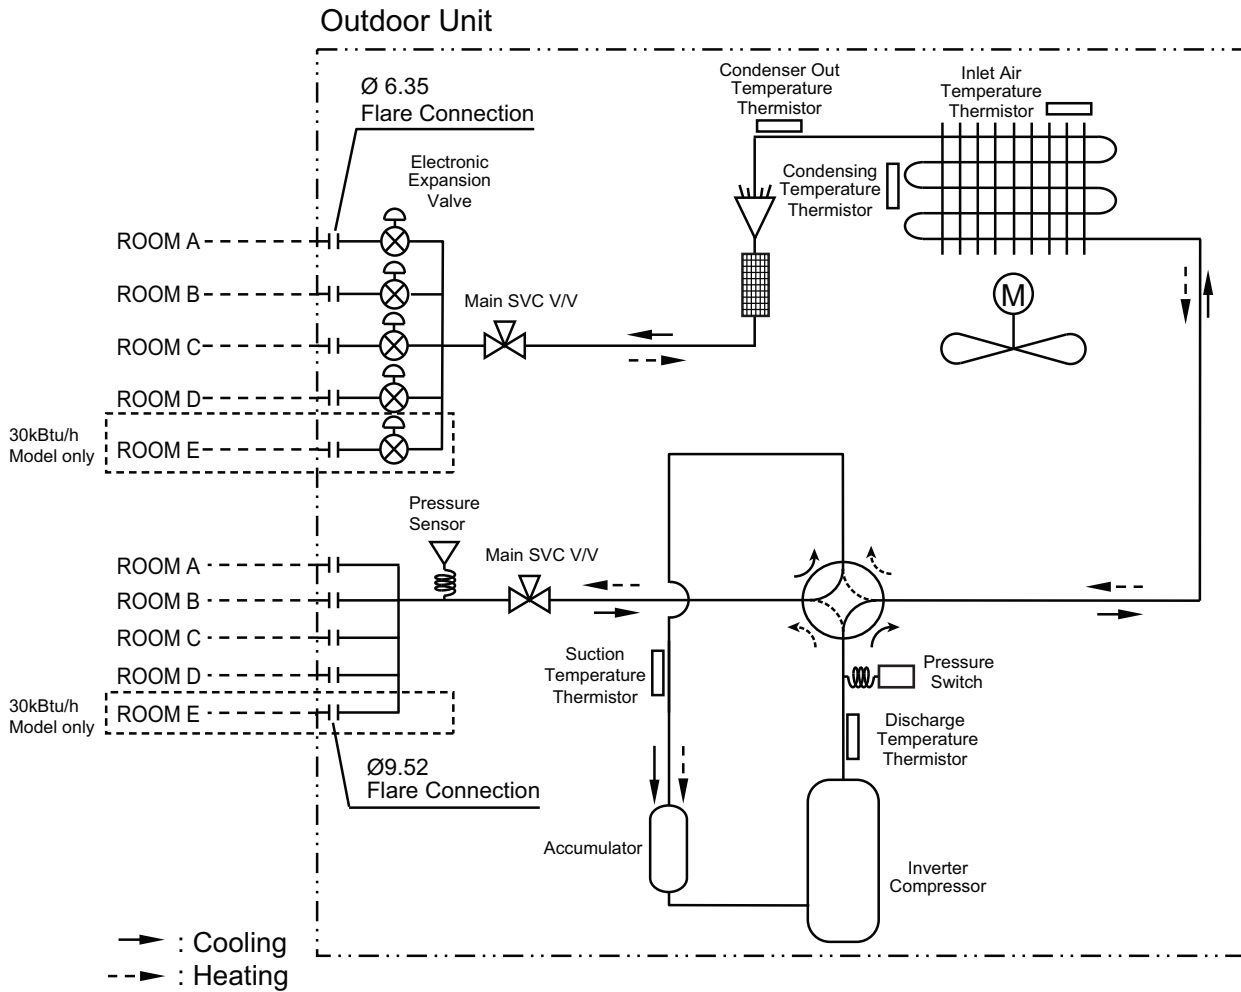 Outdoor Unit
Ø 6.35
Flare Connection
Condenser Out
Temperature
Thermistor
Inlet Air
Temperature
Thermistor
Electronic
Expansion
Valve
Condensing
Temperature
Thermistor
ROOM A
ROOM B
Main SVC V/V
M
ROOM C
ROOM D
30kBtu/h
Model only
ROOM E
Pressure
Sensor
Main SVC V/V
ROOM A
ROOM B
ROOM C
ROOM D
30kBtu/h
Model only
ROOM E
Suction
Temperature
Thermistor
Pressure
Switch
Discharge
Temperature
Thermistor
Ø9.52
Flare Connection
Accumulator
Inverter
Compressor
: Cooling
: Heating